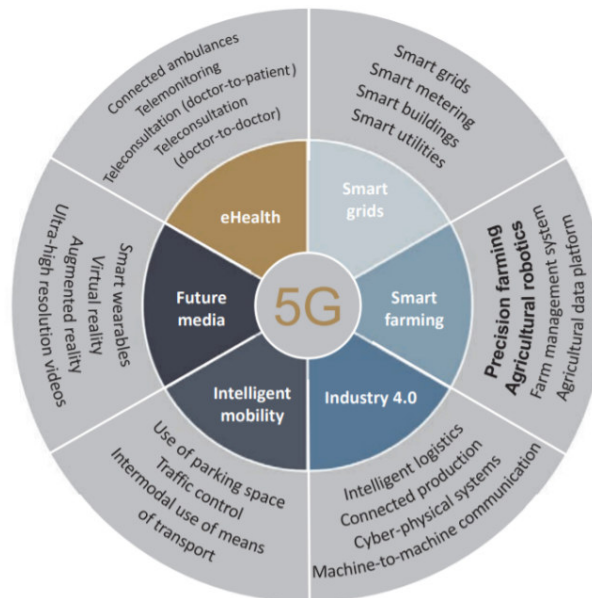 Connected ambulances
Telemonitoring
Teleconsultation (doctor-to-patient)
Teleconsultation
(doctor-to-doctor)
Smart grids
Smart metering
Smart buildings
Smart utilities
eHealth
Smart
grids
Ultra-high resolution videos
Augmented reality
Virtual reality
Smart wearables
Future
media
5G
Smart
farming
Precision farming
Agricultural robotics
Farm management system
Agricultural data platform
Intelligent
mobility
Industry 4.0
Use of parking space
Traffic control
Intermodal use of means
of transport
Intelligent logistics
Connected production
Cyber-physical systems
Machine-to-machine communication